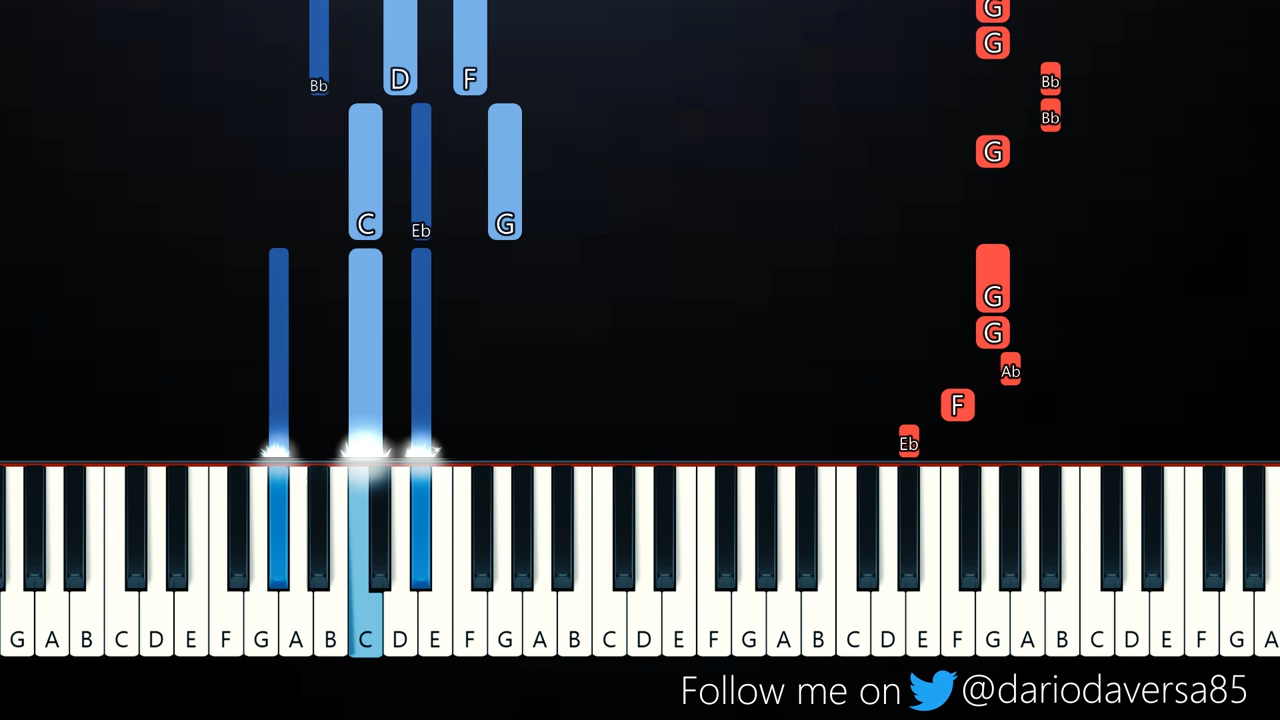 G
G
Bb D F Bb
Bb
G
C Eb G
G
G
Ab
F
Eb
G A B C D E F G A B C D E F G A B C D E F G A B C D E F G A B C D E F G A
Follow me on @dariodaversa85